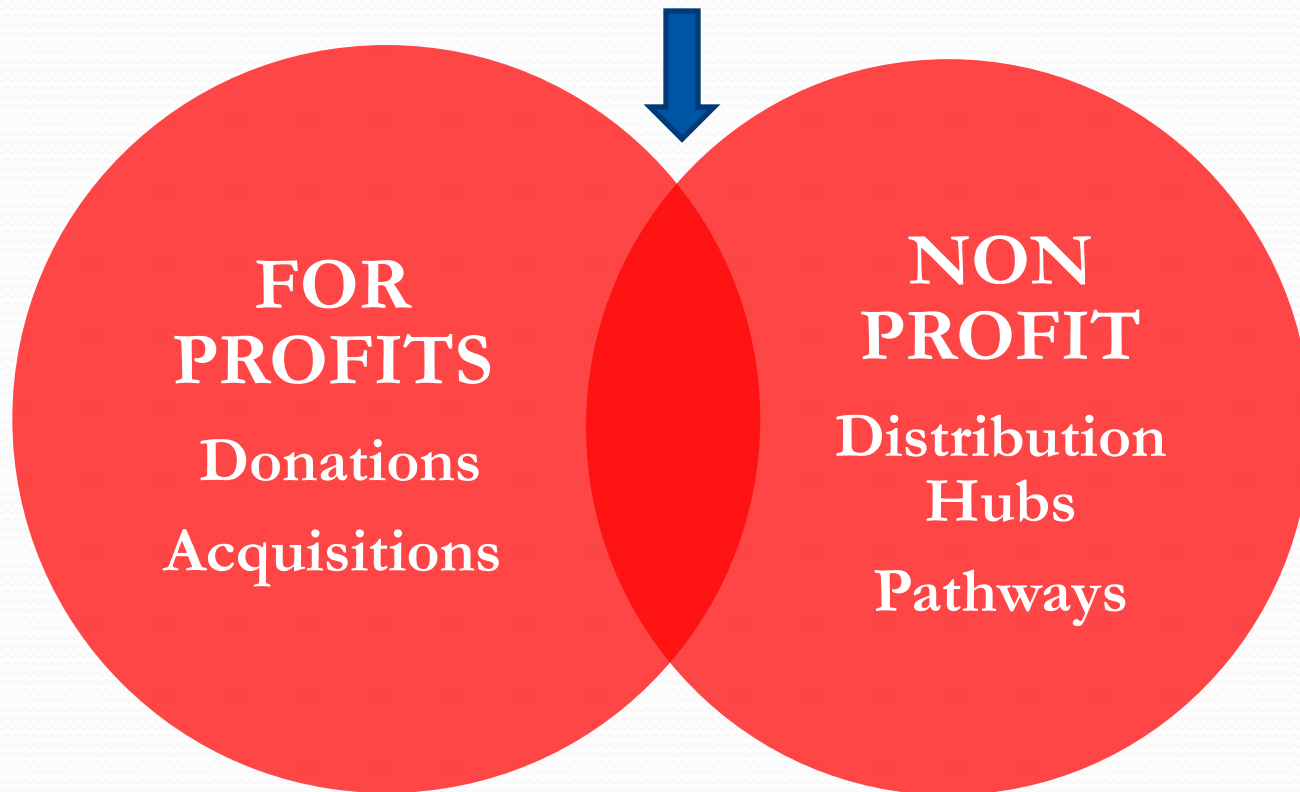 FOR
PROFITS
Donations
Acquisitions
NON
PROFIT
Distribution
Hubs
Pathways